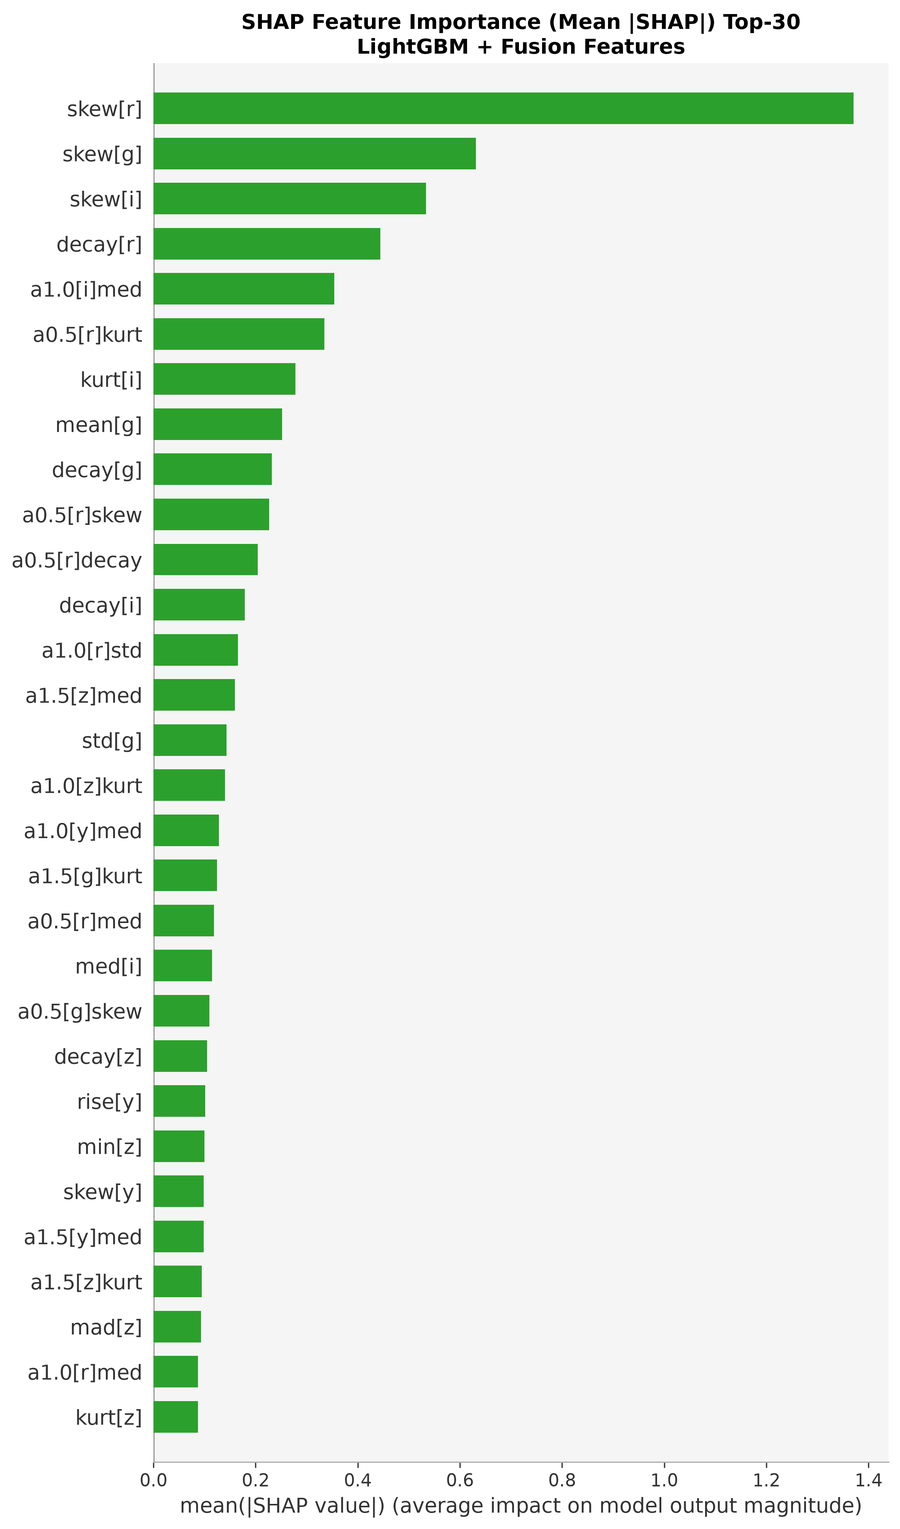 SHAP Feature Importance (Mean |SHAP|) Top-30
LightGBM + Fusion Features
skew[r]
skew[g]
skew[i]
decay[r]
a1.0[i]med
a0.5[r]kurt
kurt[i]
mean[g]
decay[g]
a0.5[r]skew
a0.5[r]decay
decay[i]
a1.0[r]std
a1.5[z]med
std[g]
a1.0[z]kurt
a1.0[y]med
a1.5[g]kurt
a0.5[r]med
med[i]
a0.5[g]skew
decay[z]
rise[y]
min[z]
skew[y]
a1.5[y]med
a1.5[z]kurt
mad[z]
a1.0[r]med
kurt[z]
0.0 0.2 0.4 0.6 0.8 1.0 1.2 1.4
mean(|SHAP value|) (average impact on model output magnitude)